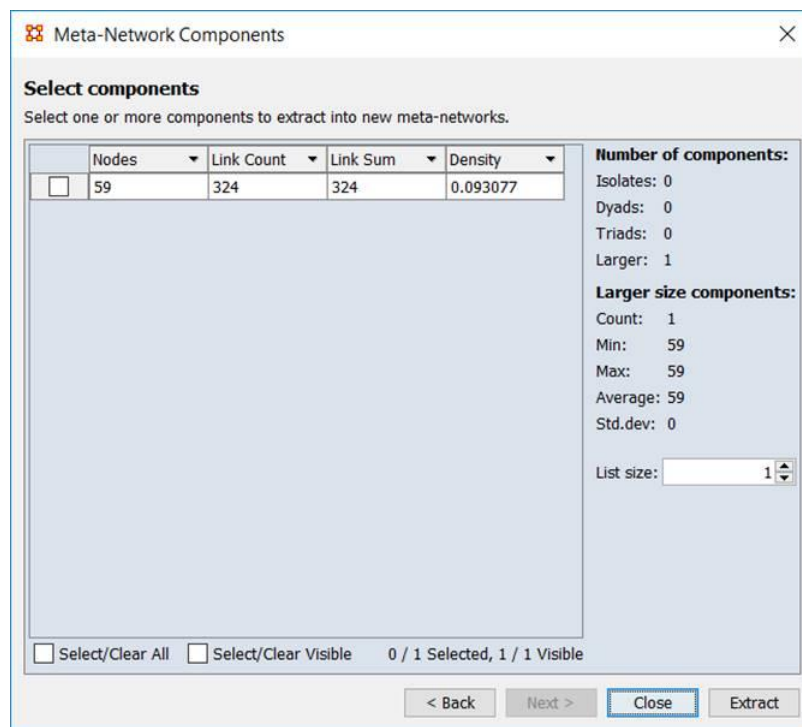 Meta-Network Components
Select components
Select one or more components to extract into new meta-networks.
Nodes Link Count Link Sum Density
59 324 324 0.093077
Number of components:
Isolates: 0
Dyads: 0
Triads: 0
Larger: 1
Larger size components:
Count: 1
Min: 59
Max: 59
Average: 59
Std.dev: 0
List size: 1
Select/Clear All Select/Clear Visible 0 / 1 Selected, 1 / 1 Visible
< Back Next > Close Extract